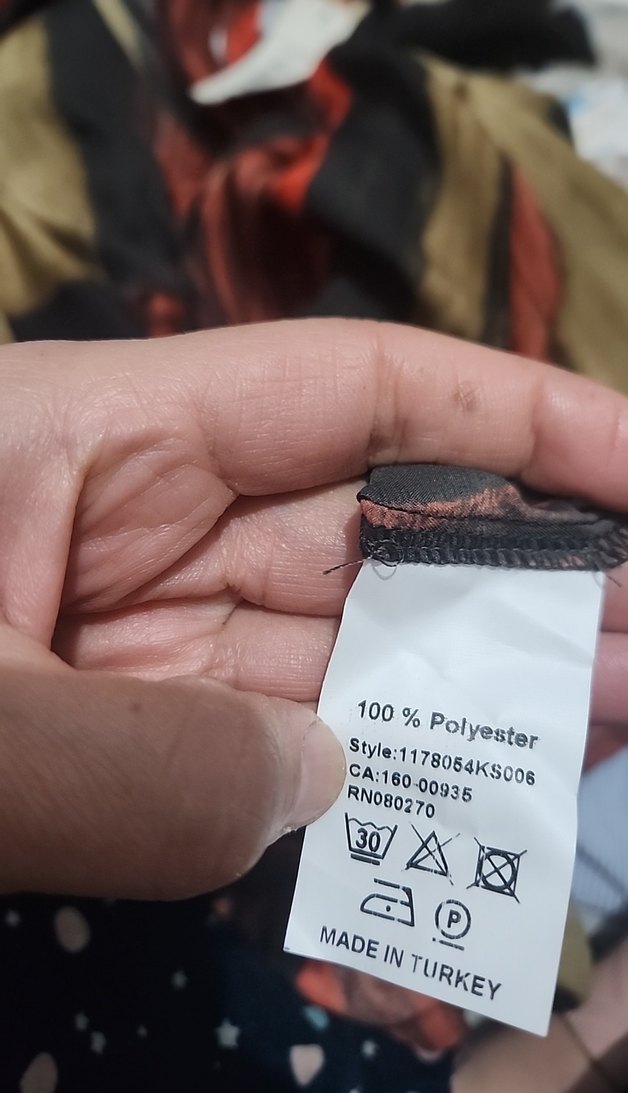 100 % Polyester
Style:1178054KS006
CA:160-00935
RN080270
30
P
MADE IN TURKEY